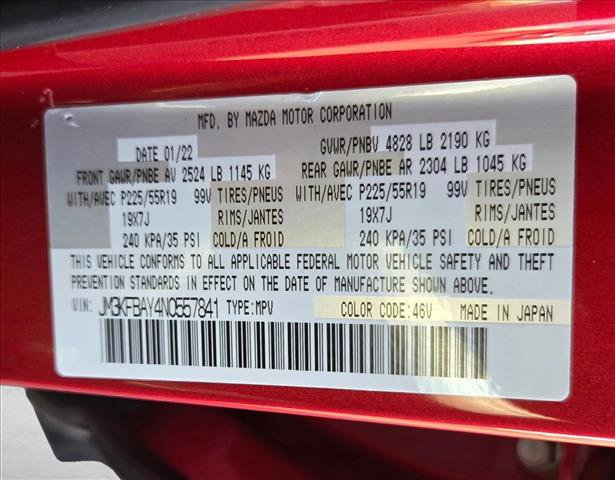 MFD. BY MAZDA MOTOR CORPORATION
DATE 01/22 GVWR/PNBV 4828 LB 2190 KG
FRONT GAWR/PNBE AV 2524 LB 1145 KG REAR GAWR/PNBE AR 2304 LB 1045 KG
WITH/AVEC P225/55R19 99V TIRES/PNEUS WITH/AVEC P225/55R19 99V TIRES/PNEUS
19X7J RIMS/JANTES 19X7J RIMS/JANTES
240 KPA/35 PSI COLD/A FROID 240 KPA/35 PSI COLD/A FROID
THIS VEHICLE CONFORMS TO ALL APPLICABLE FEDERAL MOTOR VEHICLE SAFETY AND THEFT
PREVENTION STANDARDS IN EFFECT ON THE DATE OF MANUFACTURE SHOWN ABOVE.
VIN: JM3KFBAY4N0557841 TYPE:MPV COLOR CODE:46V MADE IN JAPAN